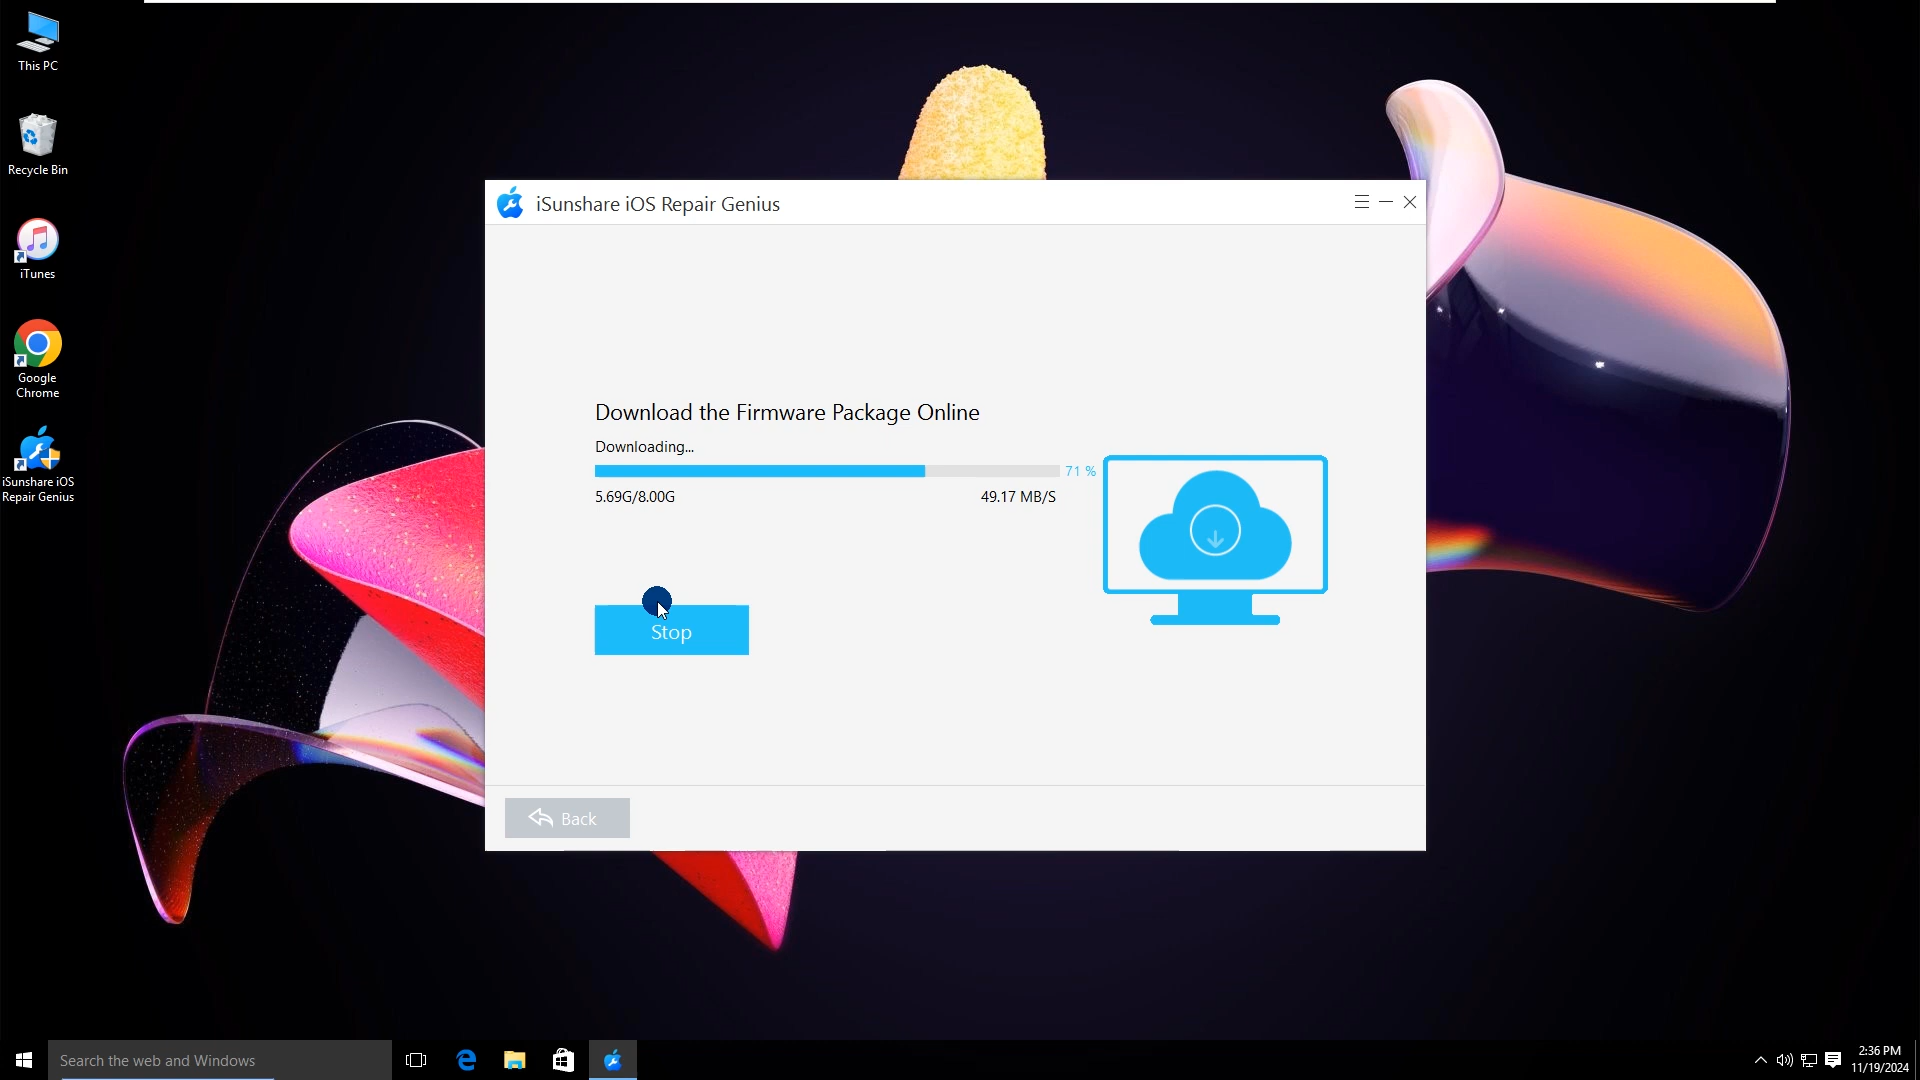 This PC
Recycle Bin
iTunes
Google
Chrome
iSunshare iOS
Repair Genius
iSunshare iOS Repair Genius
Download the Firmware Package Online
Downloading...
71 %
5.69G/8.00G
49.17 MB/S
Stop
Back
Search the web and Windows
2:36 PM
11/19/2024